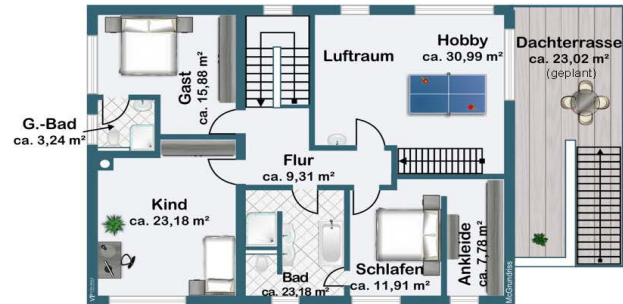 Hobby
ca. 30,99 m²
Luftraum
Dachterrasse
ca. 23,02 m²
(geplant)
Gast
ca. 15,88 m²
G.-Bad
ca. 3,24 m²
Flur
ca. 9,31 m²
Kind
ca. 23,18 m²
Bad
ca. 23,18 m²
Schlafen
ca. 11,91 m²
Ankleide
ca. 7,78 m²
McGrundriss